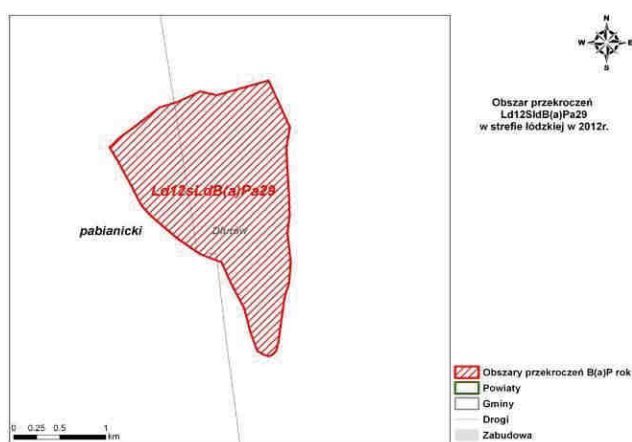 N
W E
S
Obszar przekroczeń
Ld12SldB(a)Pa29
w strefie łódzkiej w 2012r.
Ld12sLdB(a)Pa29
pabianicki
Dłutów
Obszary przekroczeń B(a)P rok
Powiaty
Gminy
Drogi
Zabudowa
0 0.25 0.5 1
km